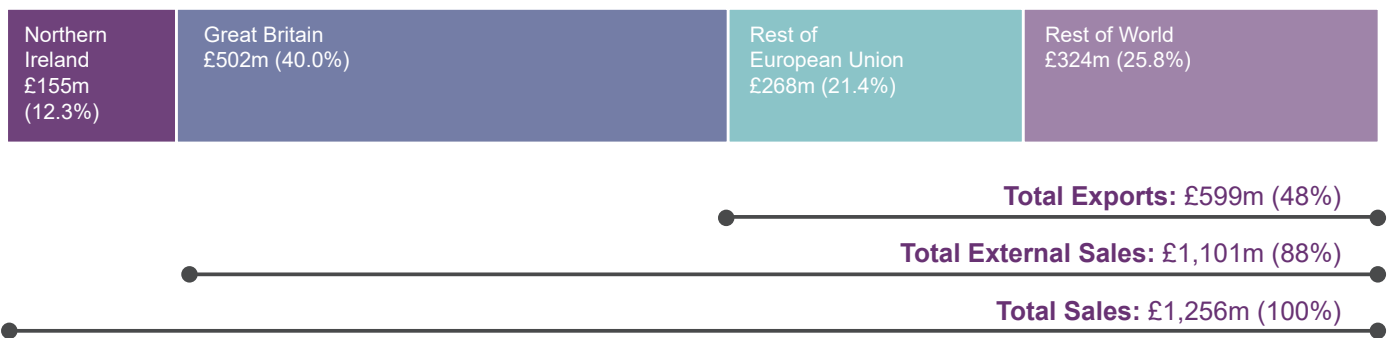 Northern
Ireland
£155m
(12.3%)
Great Britain
£502m (40.0%)
Rest of
European Union
£268m (21.4%)
Rest of World
£324m (25.8%)
Total Exports: £599m (48%)
Total External Sales: £1,101m (88%)
Total Sales: £1,256m (100%)